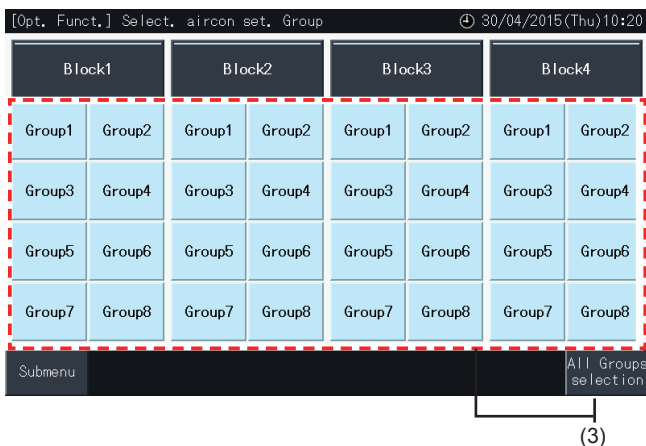 [Opt. Funct.] Select. aircon set. Group 30/04/2015(Thu)10:20
Block1 Block2 Block3 Block4
Group1 Group2 Group1 Group2 Group1 Group2 Group1 Group2
Group3 Group4 Group3 Group4 Group3 Group4 Group3 Group4
Group5 Group6 Group5 Group6 Group5 Group6 Group5 Group6
Group7 Group8 Group7 Group8 Group7 Group8 Group7 Group8
Submenu
All Groups
selection
(3)